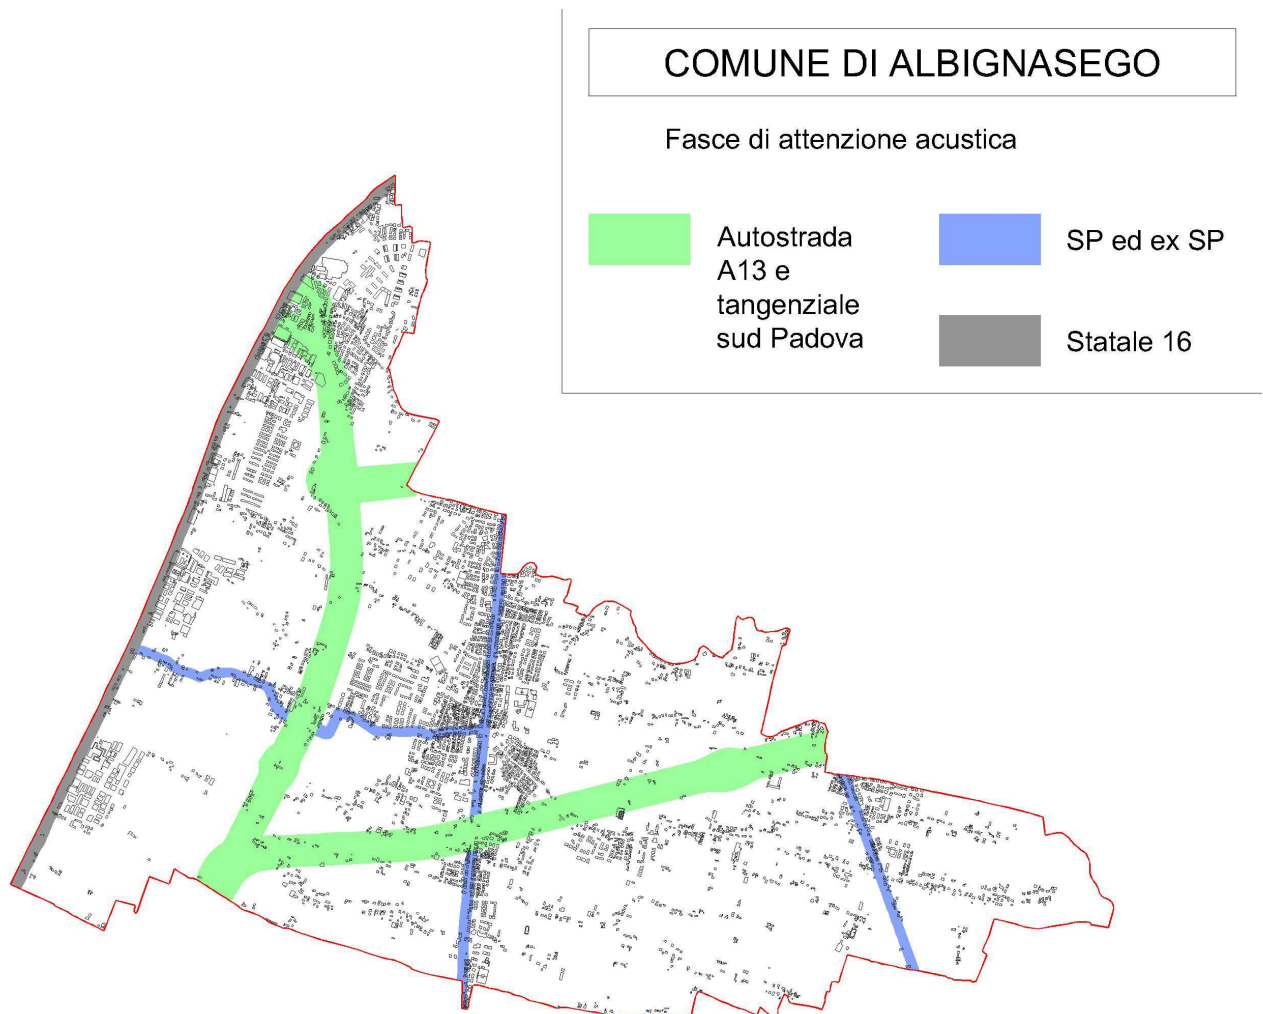 COMUNE DI ALBIGNASEGO
Fasce di attenzione acustica
Autostrada
A13 e
tangenziale
sud Padova
SP ed ex SP
Statale 16